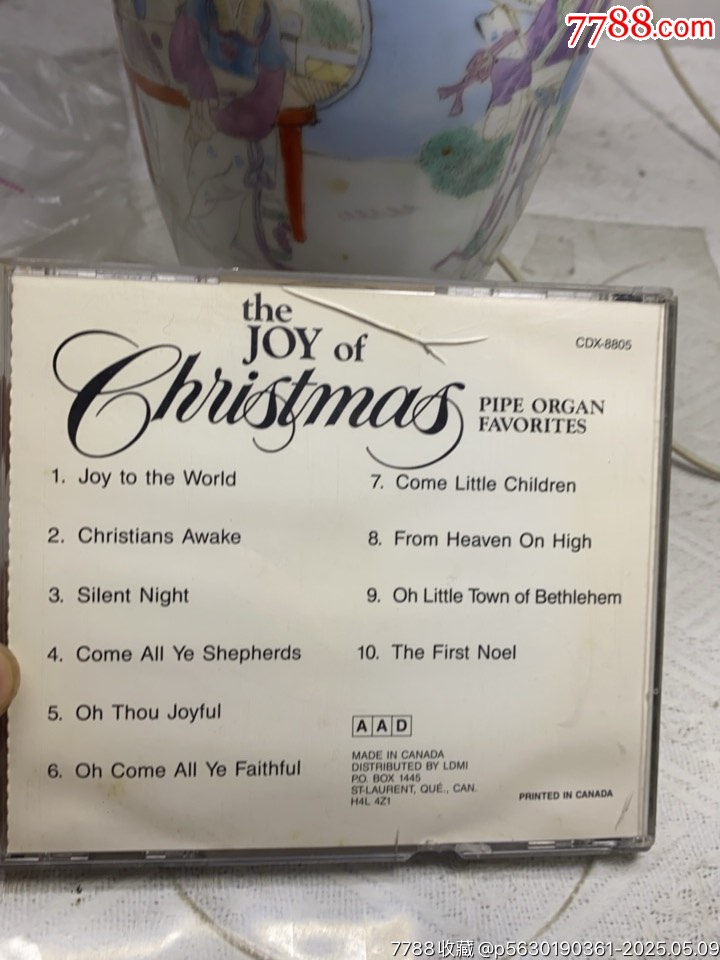 7788.com
the
JOY of
Christmas
PIPE ORGAN
FAVORITES
CDX-8805
1. Joy to the World
2. Christians Awake
3. Silent Night
4. Come All Ye Shepherds
5. Oh Thou Joyful
6. Oh Come All Ye Faithful
7. Come Little Children
8. From Heaven On High
9. Oh Little Town of Bethlehem
10. The First Noel
AAD
MADE IN CANADA
DISTRIBUTED BY LDMI
P.O. BOX 1445
ST-LAURENT, QUÉ., CAN.
H4L 4Z1
PRINTED IN CANADA
7788收藏 @p5630190361-2025.05.09